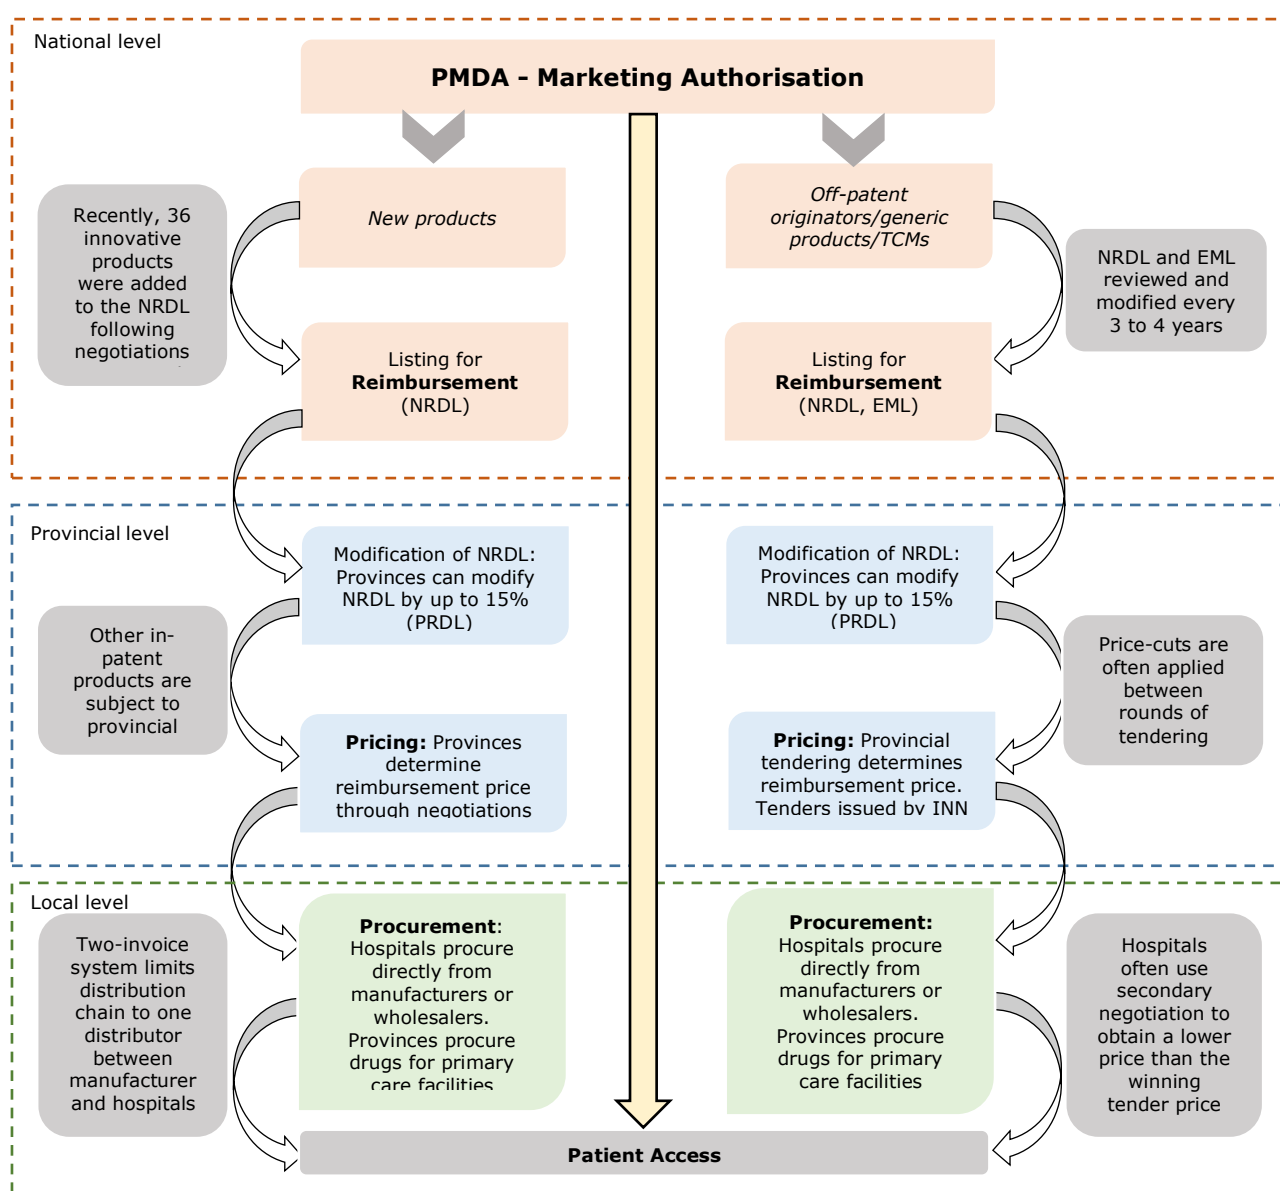 National level
PMDA - Marketing Authorisation
Recently, 36
innovative
products
were added
to the NRDL
following
negotiations
New products
Off-patent
originators/generic
products/TCMs
NRDL and EML
reviewed and
modified every
3 to 4 years
Listing for
Reimbursement
(NRDL)
Listing for
Reimbursement
(NRDL, EML)
Provincial level
Modification of NRDL:
Provinces can modify
NRDL by up to 15%
(PRDL)
Modification of NRDL:
Provinces can modify
NRDL by up to 15%
(PRDL)
Other in-
patent
products are
subject to
provincial
Price-cuts are
often applied
between
rounds of
tendering
Pricing: Provinces
determine
reimbursement price
through negotiations
Pricing: Provincial
tendering determines
reimbursement price.
Tenders issued by INN
Local level
Two-invoice
system limits
distribution
chain to one
distributor
between
manufacturer
and hospitals
Procurement:
Hospitals procure
directly from
manufacturers or
wholesalers.
Provinces procure
drugs for primary
care facilities
Procurement:
Hospitals procure
directly from
manufacturers or
wholesalers.
Provinces procure
drugs for primary
care facilities
Hospitals
often use
secondary
negotiation to
obtain a lower
price than the
winning
tender price
Patient Access